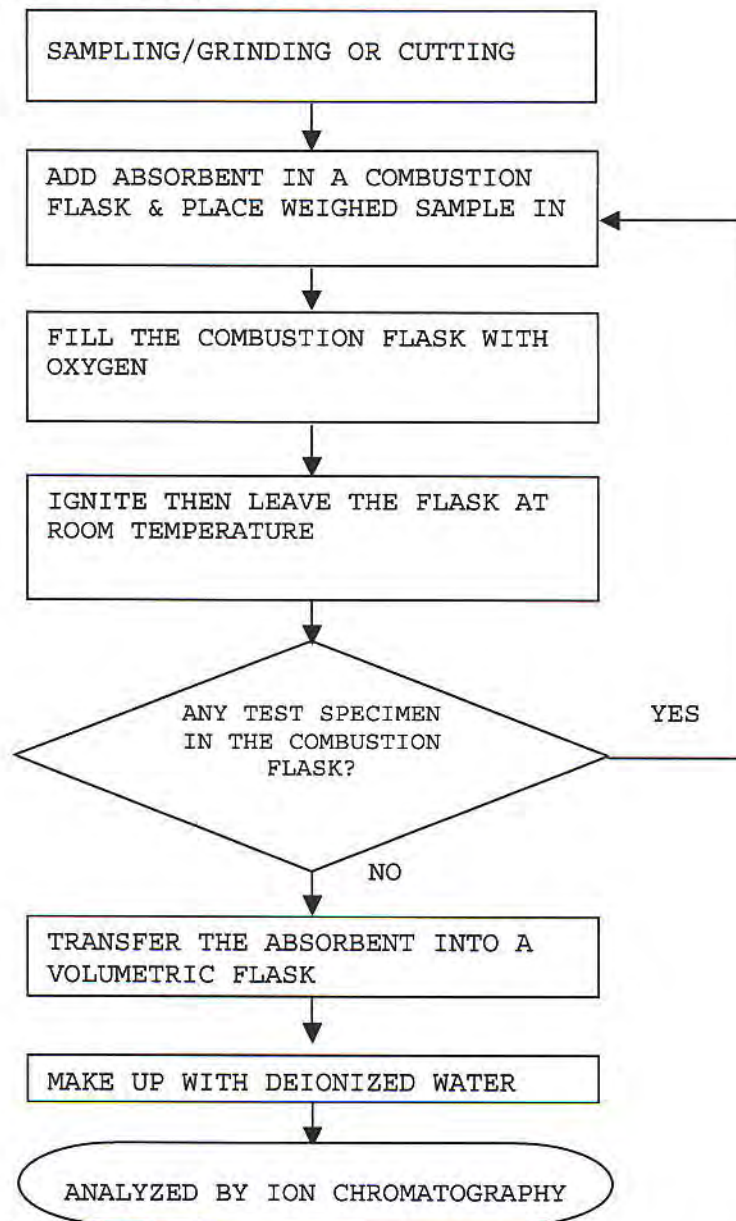 SAMPLING/GRINDING OR CUTTING
ADD ABSORBENT IN A COMBUSTION
FLASK & PLACE WEIGHED SAMPLE IN
FILL THE COMBUSTION FLASK WITH
OXYGEN
IGNITE THEN LEAVE THE FLASK AT
ROOM TEMPERATURE
ANY TEST SPECIMEN
IN THE COMBUSTION
FLASK?
YES
NO
TRANSFER THE ABSORBENT INTO A
VOLUMETRIC FLASK
MAKE UP WITH DEIONIZED WATER
ANALYZED BY ION CHROMATOGRAPHY